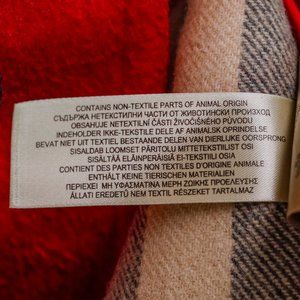 CONTAINS NON-TEXTILE PARTS OF ANIMAL ORIGIN
СЪДЪРЖА НЕТЕКСТИЛНИ ЧАСТИ ОТ ЖИВОТИНСКИ ПРОИЗХОД
OBSAHUJE NETEXTILNÍ ČÁSTI ŽIVOČIŠNÉHO PŮVODU
INDEHOLDER IKKE-TEKSTILE DELE AF ANIMALSK OPRINDELSE
BEVAT NIET UIT TEXTIEL BESTAANDE DELEN VAN DIERLIJKE OORSPRONG
SISALDAB LOOMSET PÄRITOLU MITTETEKSTIILIST OSI
SISÄLTÄÄ ELÄINPERÄISIÄ EI-TEKSTIILI OSIA
CONTIENT DES PARTIES NON TEXTILES D'ORIGINE ANIMALE
ENTHÄLT KEINE TIERISCHEN MATERIALIEN
ΠΕΡΙΕΧΕΙ ΜΗ ΥΦΑΣΜΑΤΙΝΑ ΜΕΡΗ ΖΩΙΚΗΣ ΠΡΟΕΛΕΥΣΗΣ
ÁLLATI EREDETŰ NEM TEXTIL RÉSZEKET TARTALMAZ